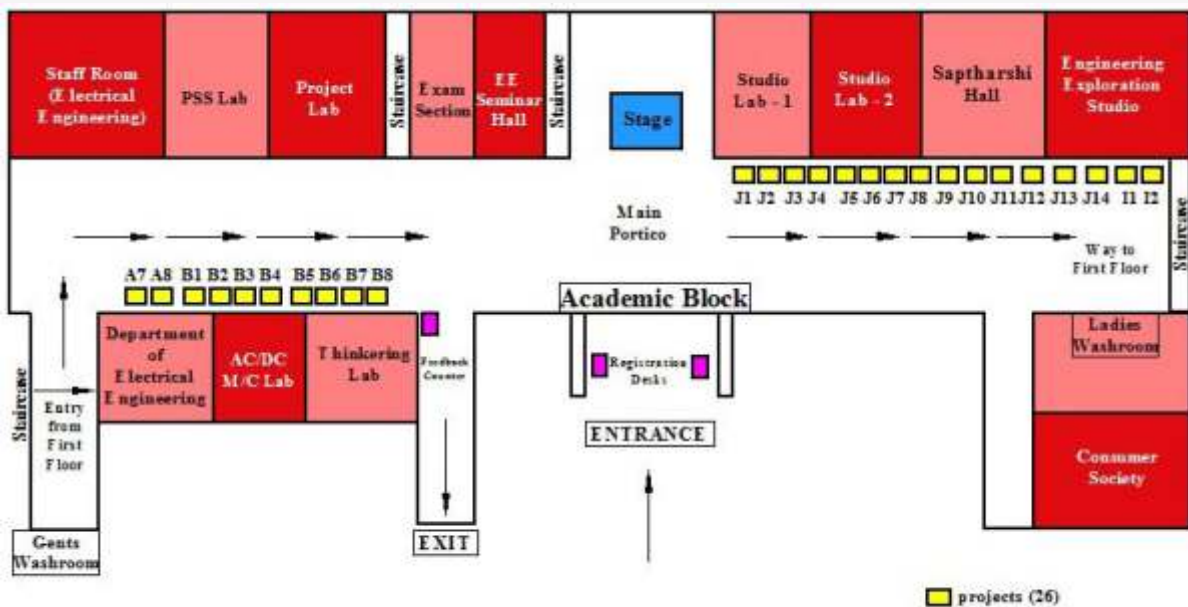 Staff Room
(Electrical
Engineering)
PSS Lab
Project
Lab
Staircase
Exam
Section
EE
Seminar
Hall
Staircase
Stage
Studio
Lab - 1
Studio
Lab - 2
Saptharshi
Hall
Engineering
Exploration
Studio
J1 J2 J3 J4 J5 J6 J7 J8 J9 J10 J11 J12 J13 J14 I1 I2
Main
Portico
Way to
First Floor
Staircase
A7 A8 B1 B2 B3 B4 B5 B6 B7 B8
Academic Block
Department
of
Electrical
Engineering
AC/DC
M/C Lab
Thinkering
Lab
Feedback
Counter
Registration
Desks
Ladies
Washroom
Staircase
Entry
from
First
Floor
ENTRANCE
Consumer
Society
Gents
Washroom
EXIT
projects (26)